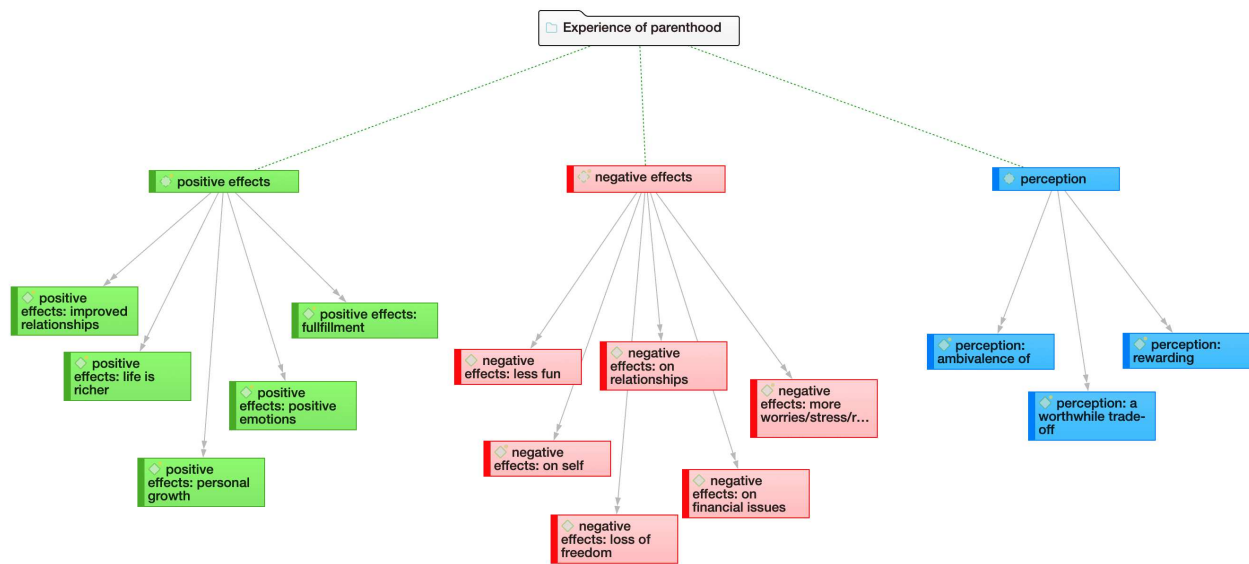 Experience of parenthood
positive effects
negative effects
perception
positive
effects: improved
relationships
positive effects:
fullfillment
positive
effects: life is
richer
positive
effects: positive
emotions
positive
effects: personal
growth
negative
effects: less fun
negative
effects: on
relationships
negative
effects: more
worries/stress/r...
negative
effects: on self
negative
effects: on
financial issues
negative
effects: loss of
freedom
perception:
ambivalence of
perception:
rewarding
perception: a
worthwhile trade-
off